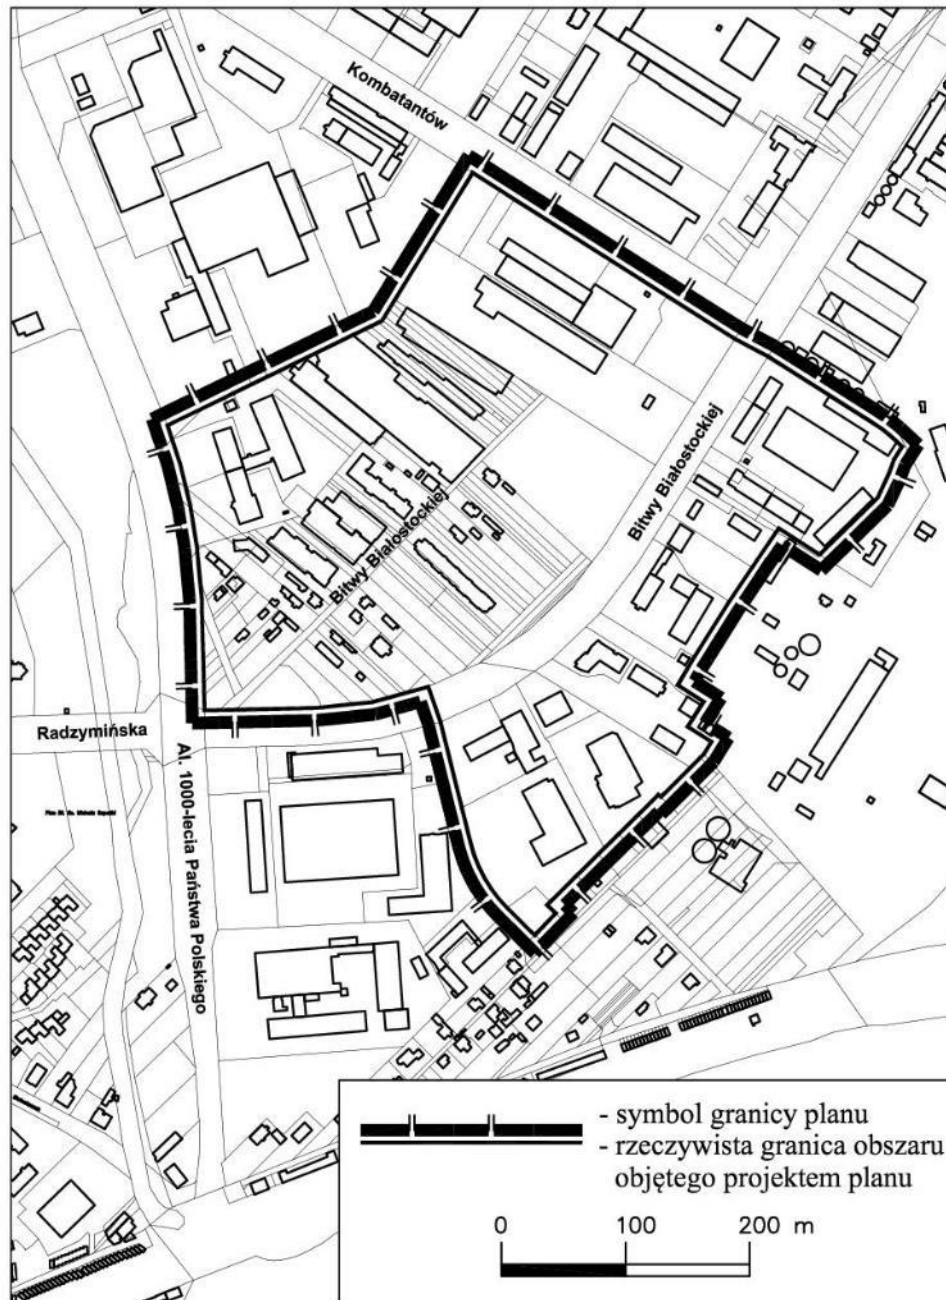 Kombatantów
Bitwy Białostockiej
Bitwy Białostockiej
Radzymińska
Al. 1000-lecia Państwa Polskiego
- symbol granicy planu
- rzeczywista granica obszaru
objętego projektem planu
0 100 200 m